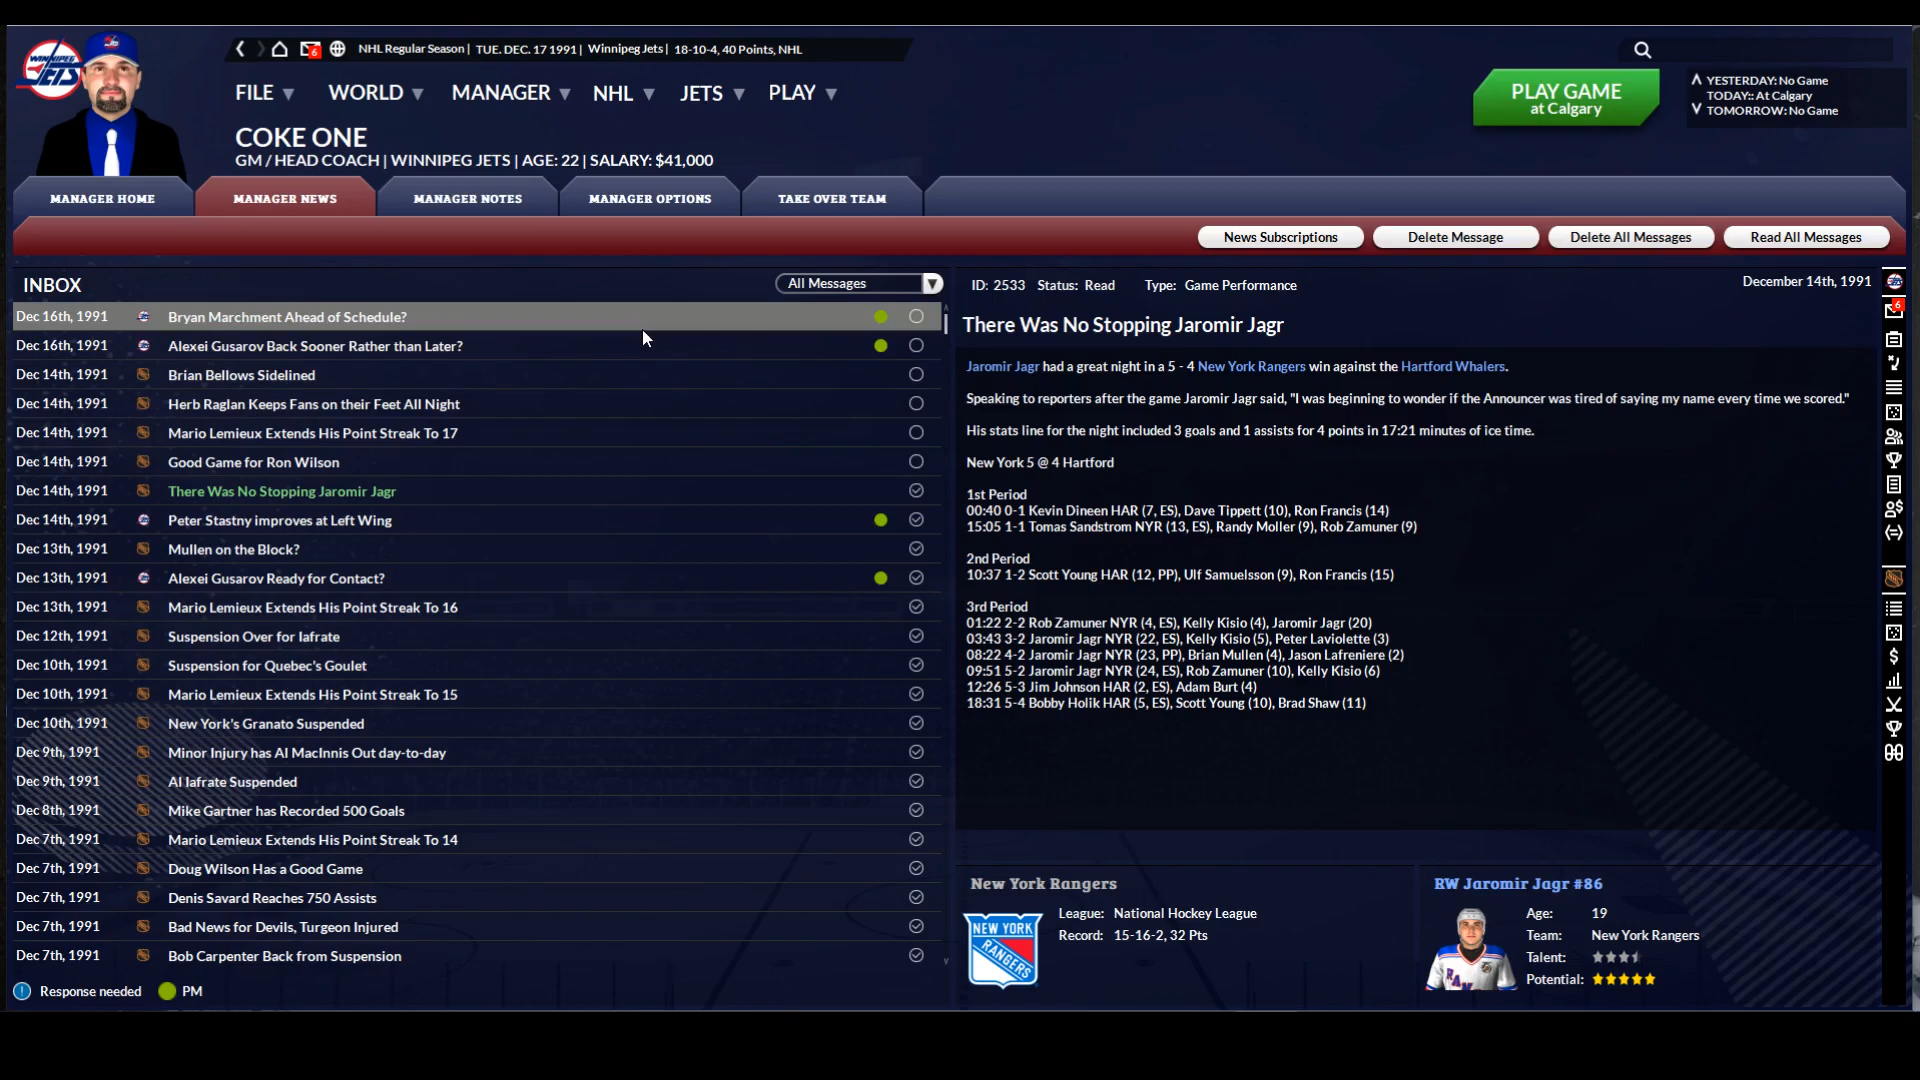 NHL Regular Season | TUE. DEC. 17 1991 | Winnipeg Jets | 18-10-4, 40 Points, NHL
FILE WORLD MANAGER NHL JETS PLAY
PLAY GAME
at Calgary
YESTERDAY: No Game
TODAY:: At Calgary
TOMORROW: No Game
COKE ONE
GM / HEAD COACH | WINNIPEG JETS | AGE: 22 | SALARY: $41,000
MANAGER HOME MANAGER NEWS MANAGER NOTES MANAGER OPTIONS TAKE OVER TEAM
News Subscriptions Delete Message Delete All Messages Read All Messages
INBOX All Messages
Dec 16th, 1991 Bryan Marchment Ahead of Schedule?
Dec 16th, 1991 Alexei Gusarov Back Sooner Rather than Later?
Dec 14th, 1991 Brian Bellows Sidelined
Dec 14th, 1991 Herb Raglan Keeps Fans on their Feet All Night
Dec 14th, 1991 Mario Lemieux Extends His Point Streak To 17
Dec 14th, 1991 Good Game for Ron Wilson
Dec 14th, 1991 There Was No Stopping Jaromir Jagr
Dec 14th, 1991 Peter Stastny improves at Left Wing
Dec 13th, 1991 Mullen on the Block?
Dec 13th, 1991 Alexei Gusarov Ready for Contact?
Dec 13th, 1991 Mario Lemieux Extends His Point Streak To 16
Dec 12th, 1991 Suspension Over for Iafrate
Dec 10th, 1991 Suspension for Quebec's Goulet
Dec 10th, 1991 Mario Lemieux Extends His Point Streak To 15
Dec 10th, 1991 New York's Granato Suspended
Dec 9th, 1991 Minor Injury has Al MacInnis Out day-to-day
Dec 9th, 1991 Al Iafrate Suspended
Dec 8th, 1991 Mike Gartner has Recorded 500 Goals
Dec 7th, 1991 Mario Lemieux Extends His Point Streak To 14
Dec 7th, 1991 Doug Wilson Has a Good Game
Dec 7th, 1991 Denis Savard Reaches 750 Assists
Dec 7th, 1991 Bad News for Devils, Turgeon Injured
Dec 7th, 1991 Bob Carpenter Back from Suspension
Response needed PM
ID: 2533 Status: Read Type: Game Performance December 14th, 1991
There Was No Stopping Jaromir Jagr
Jaromir Jagr had a great night in a 5 - 4 New York Rangers win against the Hartford Whalers.
Speaking to reporters after the game Jaromir Jagr said, "I was beginning to wonder if the Announcer was tired of saying my name every time we scored."
His stats line for the night included 3 goals and 1 assists for 4 points in 17:21 minutes of ice time.
New York 5 @ 4 Hartford
1st Period
00:40 0-1 Kevin Dineen HAR (7, ES), Dave Tippett (10), Ron Francis (14)
15:05 1-1 Tomas Sandstrom NYR (13, ES), Randy Moller (9), Rob Zamuner (9)
2nd Period
10:37 1-2 Scott Young HAR (12, PP), Ulf Samuelsson (9), Ron Francis (15)
3rd Period
01:22 2-2 Rob Zamuner NYR (4, ES), Kelly Kisio (4), Jaromir Jagr (20)
03:43 3-2 Jaromir Jagr NYR (22, ES), Kelly Kisio (5), Peter Laviolette (3)
08:22 4-2 Jaromir Jagr NYR (23, PP), Brian Mullen (4), Jason Lafreniere (2)
09:51 5-2 Jaromir Jagr NYR (24, ES), Rob Zamuner (10), Kelly Kisio (6)
12:26 5-3 Jim Johnson HAR (2, ES), Adam Burt (4)
18:31 5-4 Bobby Holik HAR (5, ES), Scott Young (10), Brad Shaw (11)
New York Rangers
NEW YORK
RANGERS
League: National Hockey League
Record: 15-16-2, 32 Pts
RW Jaromir Jagr #86
Age: 19
Team: New York Rangers
Talent:
Potential: